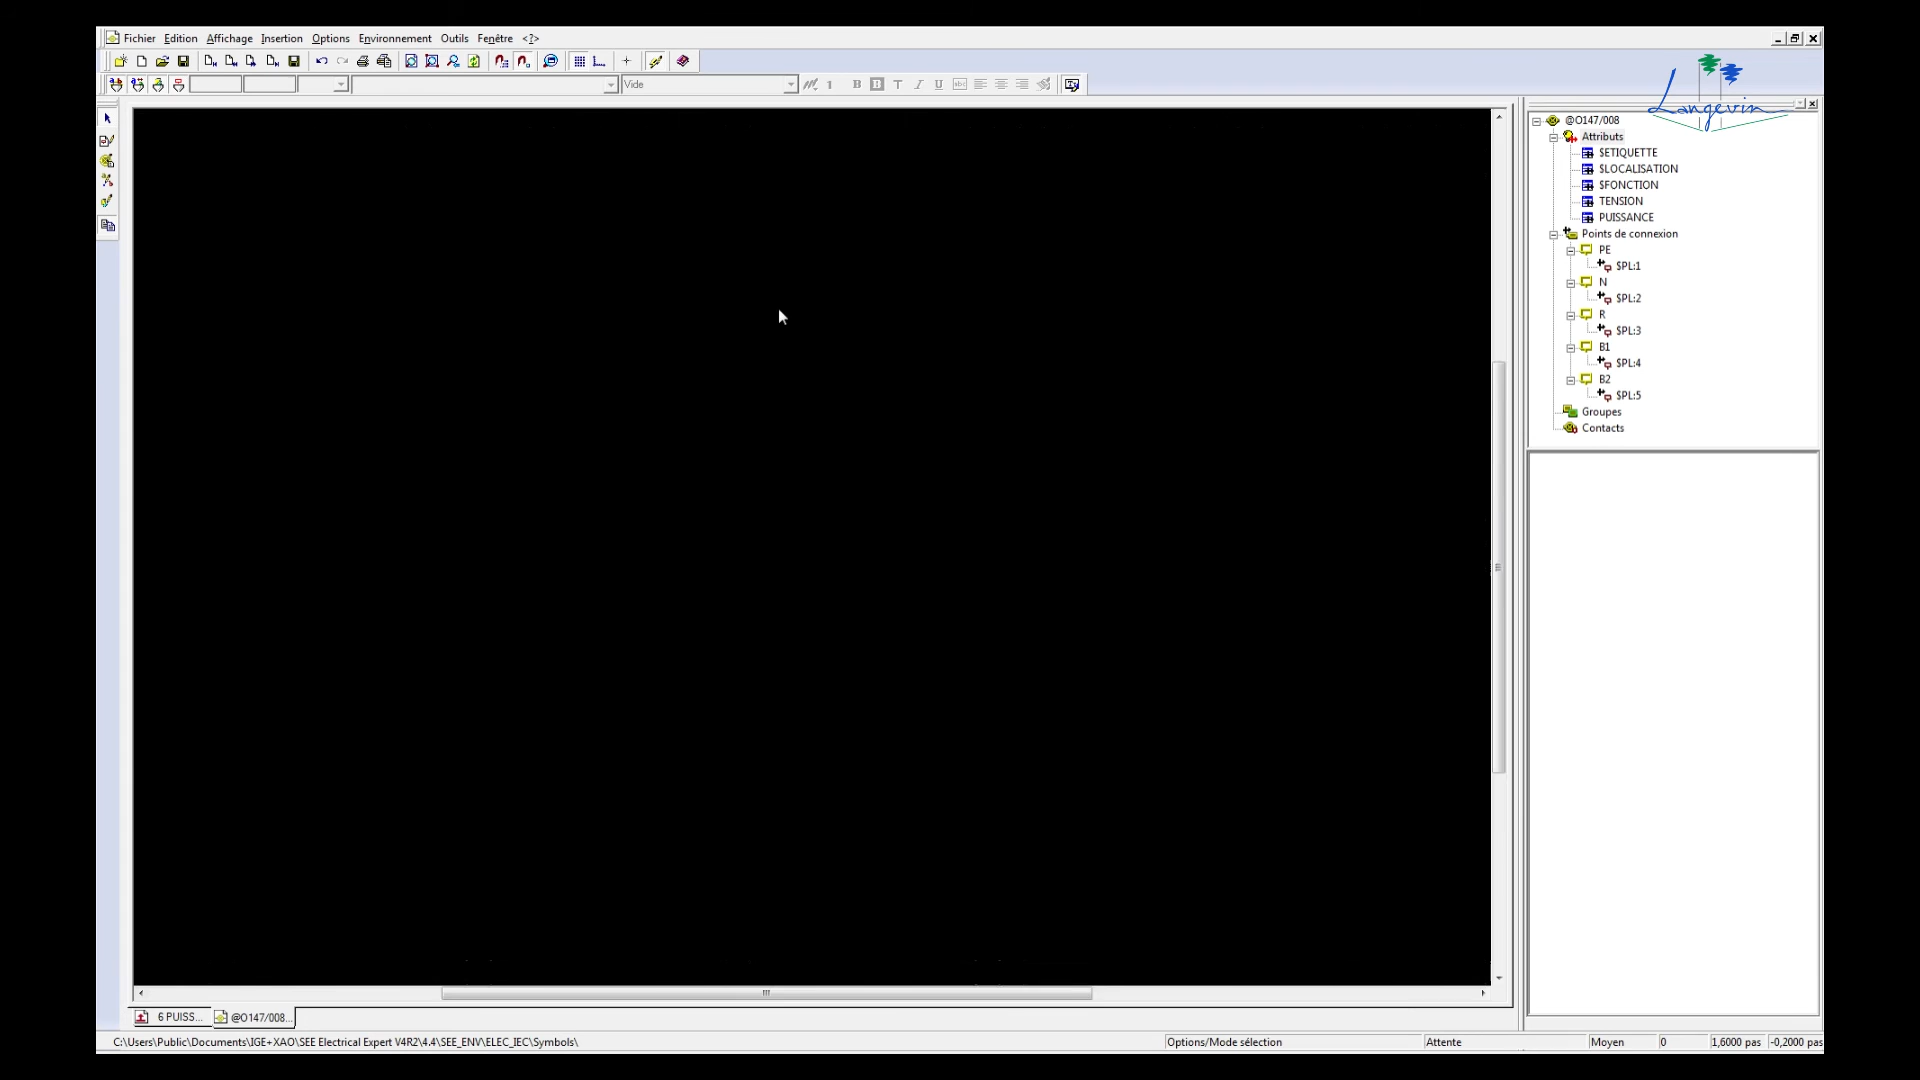 Fichier Edition Affichage Insertion Options Environnement Outils Fenêtre <?>
Vide 1 B B T I U abc
Langevin
@O147/008
Attributs
$ETIQUETTE
$LOCALISATION
$FONCTION
TENSION
PUISSANCE
Points de connexion
PE
$PL:1
N
$PL:2
R
$PL:3
B1
$PL:4
B2
$PL:5
Groupes
Contacts
6 PUISS... @O147/008...
C:\Users\Public\Documents\IGE+XAO\SEE Electrical Expert V4R2\4.4\SEE_ENV\ELEC_IEC\Symbols\ Options/Mode sélection Attente Moyen 0 1,6000 pas -0,2000 pas